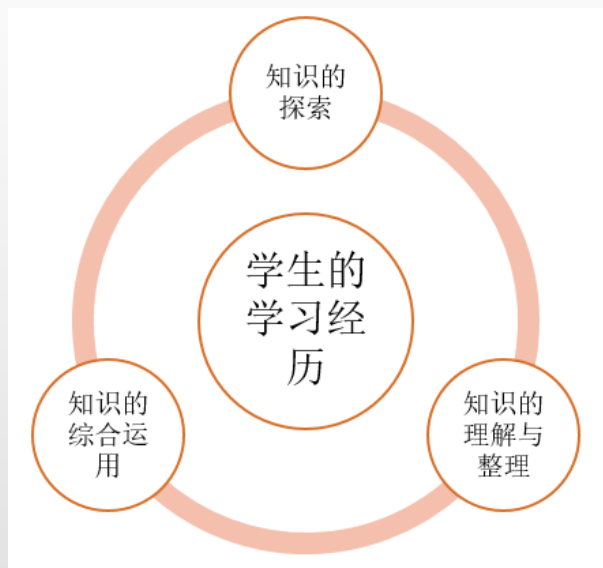 知识的
探索
学生的
学习经
历
知识的
综合运
用
知识的
理解与
整理